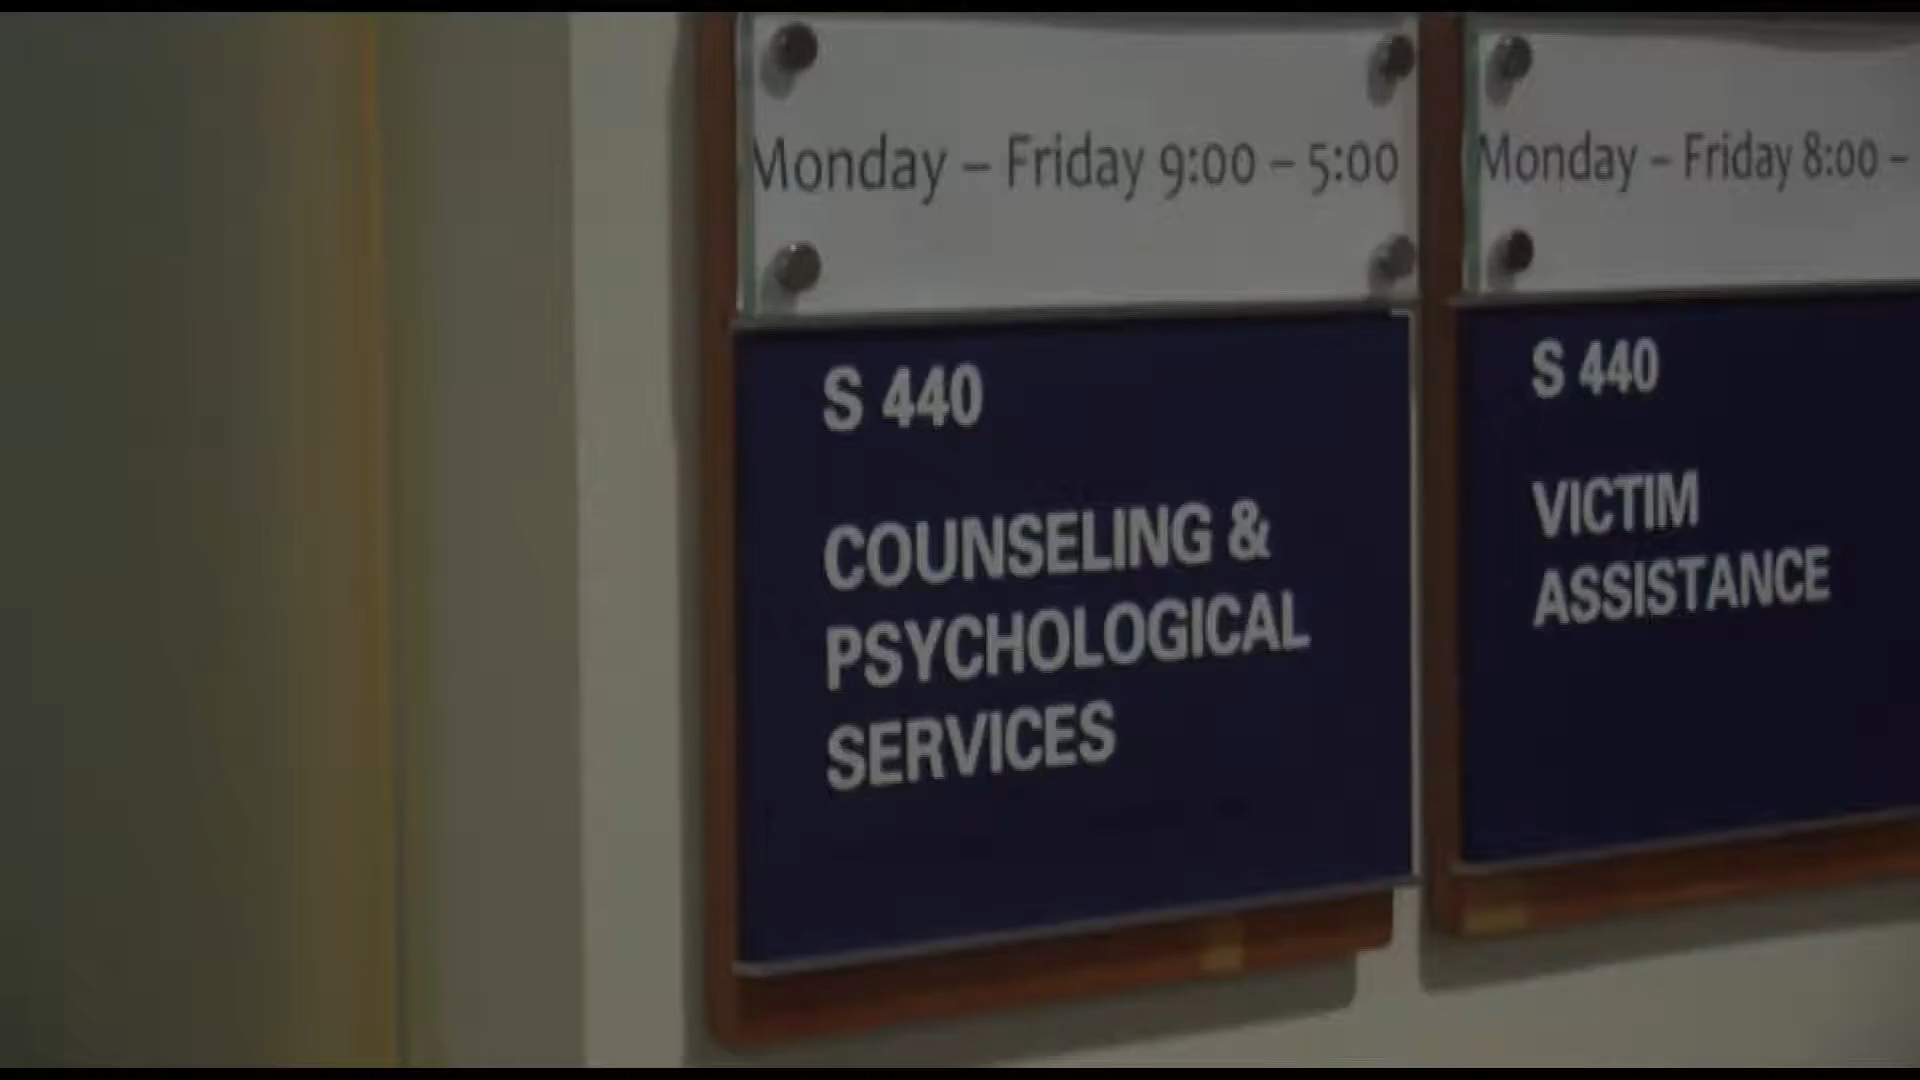 Monday – Friday 9:00 – 5:00
S 440
COUNSELING &
PSYCHOLOGICAL
SERVICES
Monday – Friday 8:00 –
S 440
VICTIM
ASSISTANCE